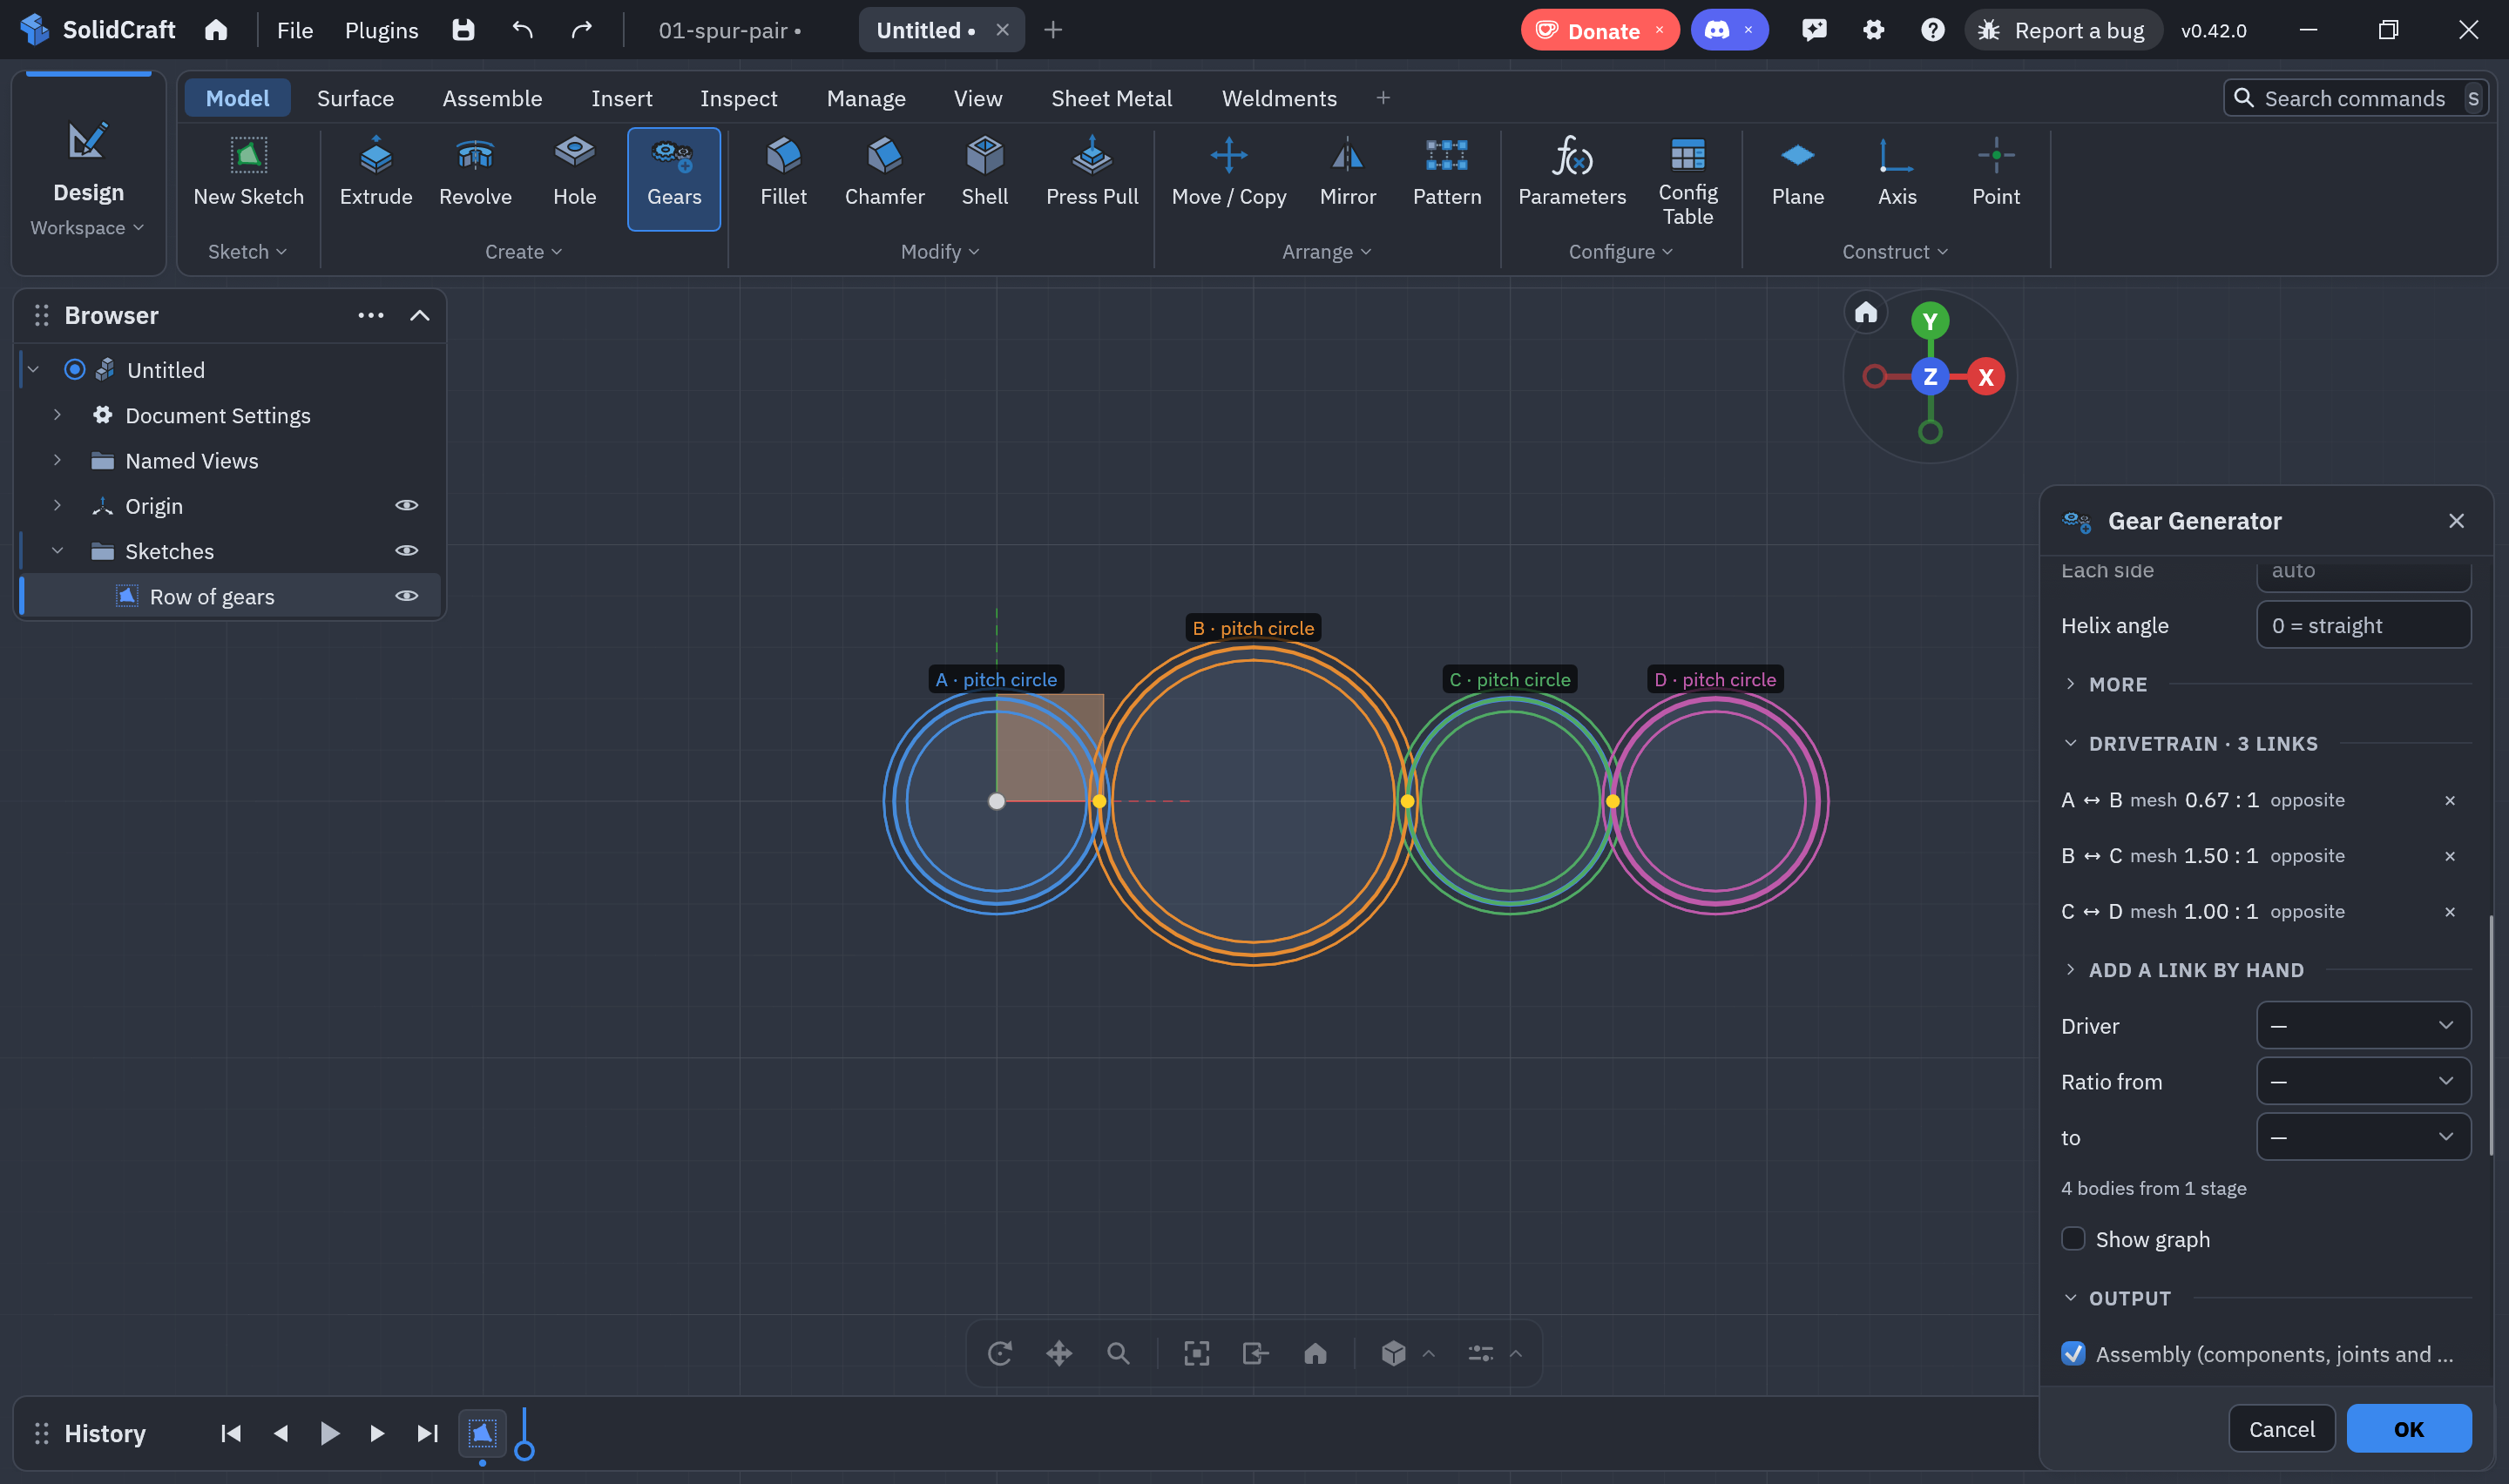 SolidCraft File Plugins 01-spur-pair • Untitled • Donate × × Report a bug v0.42.0
Design
Workspace
Model Surface Assemble Insert Inspect Manage View Sheet Metal Weldments + Search commands S
New Sketch Extrude Revolve Hole Gears Fillet Chamfer Shell Press Pull Move / Copy Mirror Pattern Parameters Config Table Plane Axis Point
Sketch Create Modify Arrange Configure Construct
Browser
Untitled
Document Settings
Named Views
Origin
Sketches
Row of gears
Y
Z X
B · pitch circle
A · pitch circle
C · pitch circle
D · pitch circle
Gear Generator
Each side auto
Helix angle 0 = straight
MORE
DRIVETRAIN · 3 LINKS
A ↔ B mesh 0.67 : 1 opposite ×
B ↔ C mesh 1.50 : 1 opposite ×
C ↔ D mesh 1.00 : 1 opposite ×
ADD A LINK BY HAND
Driver —
Ratio from —
to —
4 bodies from 1 stage
Show graph
OUTPUT
Assembly (components, joints and ...
Cancel OK
History